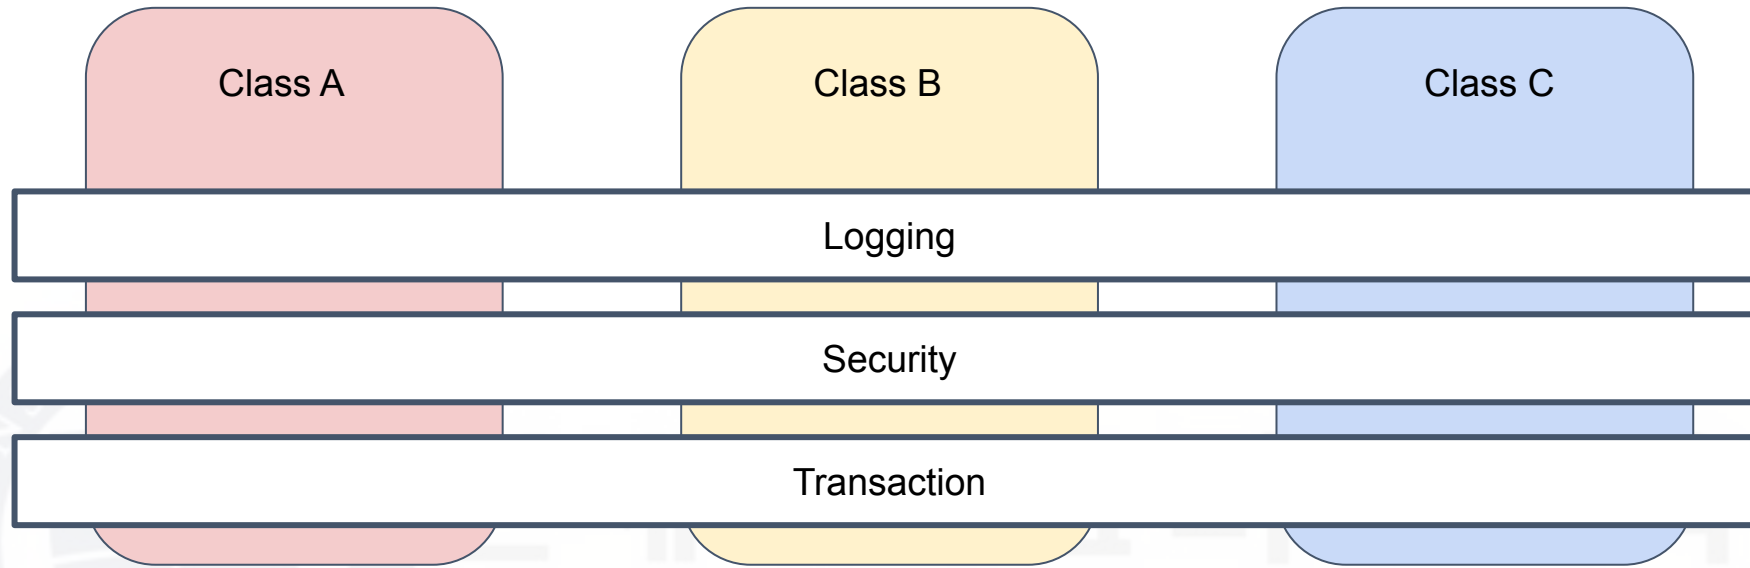 Class A
Class B
Class C
Logging
Security
Transaction